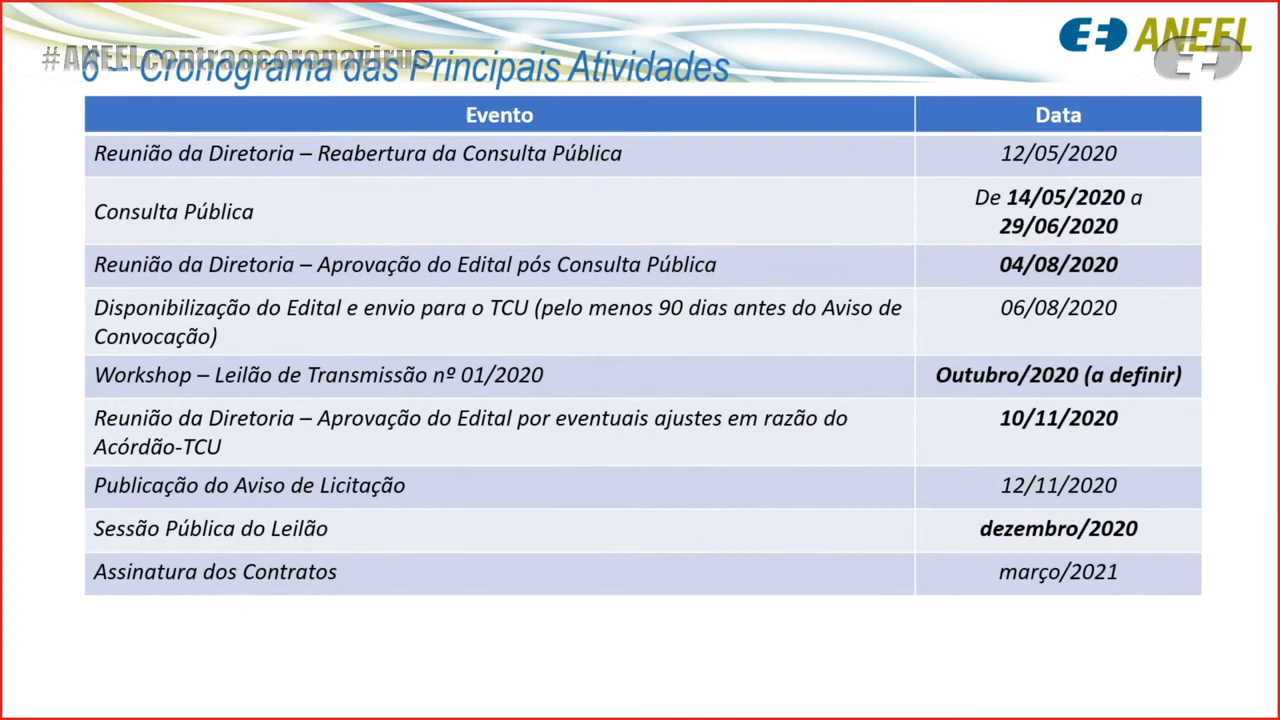 ANEEL
#ANEELcontraocoronavirus
6 – Cronograma das Principais Atividades
Evento
Data
Reunião da Diretoria – Reabertura da Consulta Pública
12/05/2020
Consulta Pública
De 14/05/2020 a
29/06/2020
Reunião da Diretoria – Aprovação do Edital pós Consulta Pública
04/08/2020
Disponibilização do Edital e envio para o TCU (pelo menos 90 dias antes do Aviso de
Convocação)
06/08/2020
Workshop – Leilão de Transmissão nº 01/2020
Outubro/2020 (a definir)
Reunião da Diretoria – Aprovação do Edital por eventuais ajustes em razão do
Acórdão-TCU
10/11/2020
Publicação do Aviso de Licitação
12/11/2020
Sessão Pública do Leilão
dezembro/2020
Assinatura dos Contratos
março/2021